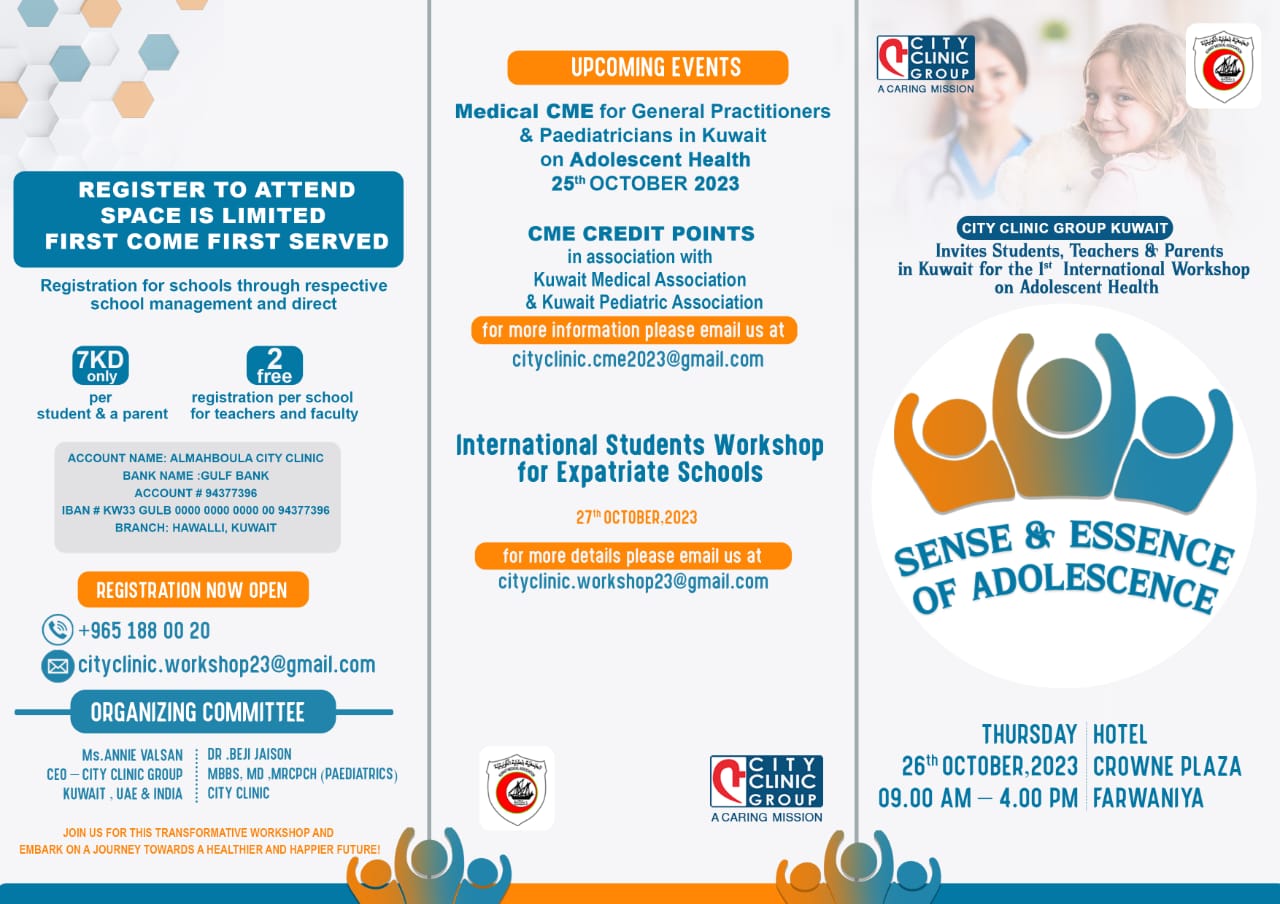 REGISTER TO ATTEND
SPACE IS LIMITED
FIRST COME FIRST SERVED
Registration for schools through respective
school management and direct
7KD
only
per
student & a parent
2
free
registration per school
for teachers and faculty
ACCOUNT NAME: ALMAHBOULA CITY CLINIC
BANK NAME :GULF BANK
ACCOUNT # 94377396
IBAN # KW33 GULB 0000 0000 0000 00 94377396
BRANCH: HAWALLI, KUWAIT
REGISTRATION NOW OPEN
+965 188 00 20
cityclinic.workshop23@gmail.com
ORGANIZING COMMITTEE
Ms.ANNIE VALSAN
CEO – CITY CLINIC GROUP
KUWAIT , UAE & INDIA
DR .BEJI JAISON
MBBS, MD ,MRCPCH (PAEDIATRICS)
CITY CLINIC
JOIN US FOR THIS TRANSFORMATIVE WORKSHOP AND
EMBARK ON A JOURNEY TOWARDS A HEALTHIER AND HAPPIER FUTURE!
UPCOMING EVENTS
Medical CME for General Practitioners
& Paediatricians in Kuwait
on Adolescent Health
25th OCTOBER 2023
CME CREDIT POINTS
in association with
Kuwait Medical Association
& Kuwait Pediatric Association
for more information please email us at
cityclinic.cme2023@gmail.com
International Students Workshop
for Expatriate Schools
27th OCTOBER,2023
for more details please email us at
cityclinic.workshop23@gmail.com
CITY
CLINIC
GROUP
A CARING MISSION
CITY
CLINIC
GROUP
A CARING MISSION
CITY CLINIC GROUP KUWAIT
Invites Students, Teachers & Parents
in Kuwait for the 1st International Workshop
on Adolescent Health
SENSE & ESSENCE
OF ADOLESCENCE
THURSDAY
26th OCTOBER,2023
09.00 AM – 4.00 PM
HOTEL
CROWNE PLAZA
FARWANIYA